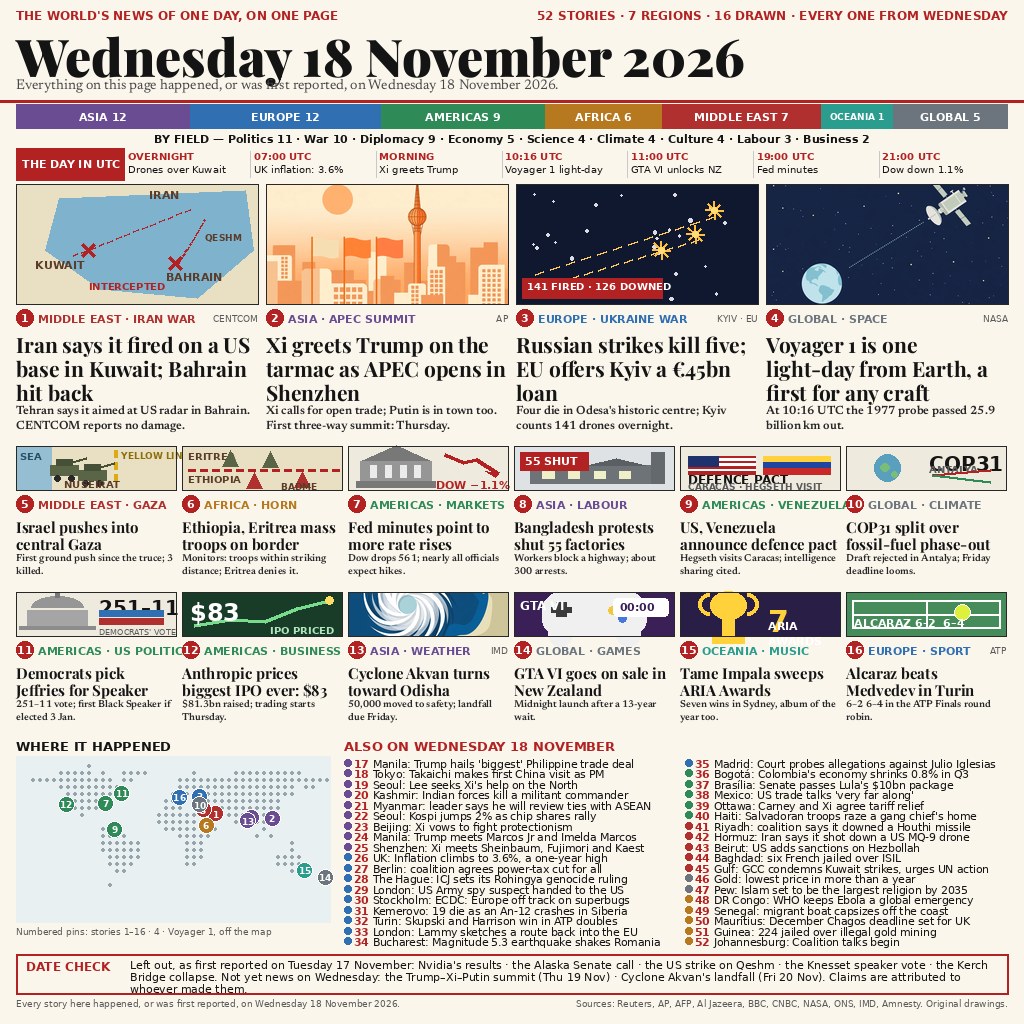 THE WORLD'S NEWS OF ONE DAY, ON ONE PAGE
52 STORIES · 7 REGIONS · 16 DRAWN · EVERY ONE FROM WEDNESDAY
Wednesday 18 November 2026
Everything on this page happened, or was first reported, on Wednesday 18 November 2026.
ASIA 12
EUROPE 12
AMERICAS 9
AFRICA 6
MIDDLE EAST 7
OCEANIA 1
GLOBAL 5
BY FIELD — Politics 11 · War 10 · Diplomacy 9 · Economy 5 · Science 4 · Climate 4 · Culture 4 · Labour 3 · Business 2
THE DAY IN UTC
OVERNIGHT
Drones over Kuwait
07:00 UTC
UK inflation: 3.6%
MORNING
Xi greets Trump
10:16 UTC
Voyager 1 light-day
11:00 UTC
GTA VI unlocks NZ
19:00 UTC
Fed minutes
21:00 UTC
Dow down 1.1%
IRAN
QESHM
KUWAIT
BAHRAIN
INTERCEPTED
141 FIRED · 126 DOWNED
1 MIDDLE EAST · IRAN WAR CENTCOM
Iran says it fired on a US
base in Kuwait; Bahrain
hit back
Tehran says it aimed at US radar in Bahrain.
CENTCOM reports no damage.
2 ASIA · APEC SUMMIT AP
Xi greets Trump on the
tarmac as APEC opens in
Shenzhen
Xi calls for open trade; Putin is in town too.
First three-way summit: Thursday.
3 EUROPE · UKRAINE WAR KYIV · EU
Russian strikes kill five;
EU offers Kyiv a €45bn
loan
Four die in Odesa's historic centre; Kyiv
counts 141 drones overnight.
4 GLOBAL · SPACE NASA
Voyager 1 is one
light-day from Earth, a
first for any craft
At 10:16 UTC the 1977 probe passed 25.9
billion km out.
SEA
YELLOW LIN
NUSEIRAT
5 MIDDLE EAST · GAZA
Israel pushes into
central Gaza
First ground push since the truce; 3
killed.
ERITRE
ETHIOPIA
BADME
6 AFRICA · HORN
Ethiopia, Eritrea mass
troops on border
Monitors: troops within striking
distance; Eritrea denies it.
DOW −1.1%
7 AMERICAS · MARKETS
Fed minutes point to
more rate rises
Dow drops 561; nearly all officials
expect hikes.
55 SHUT
8 ASIA · LABOUR
Bangladesh protests
shut 55 factories
Workers block a highway; about
300 arrests.
DEFENCE PACT
CARACAS · HEGSETH VISIT
9 AMERICAS · VENEZUELA
US, Venezuela
announce defence pact
Hegseth visits Caracas; intelligence
sharing cited.
COP31
ANTALYA
10 GLOBAL · CLIMATE
COP31 split over
fossil-fuel phase-out
Draft rejected in Antalya; Friday
deadline looms.
251–11
DEMOCRATS' VOTE
11 AMERICAS · US POLITIC
Democrats pick
Jeffries for Speaker
251–11 vote; first Black Speaker if
elected 3 Jan.
$83
IPO PRICED
12 AMERICAS · BUSINESS
Anthropic prices
biggest IPO ever: $83
$81.3bn raised; trading starts
Thursday.
13 ASIA · WEATHER IMD
Cyclone Akvan turns
toward Odisha
50,000 moved to safety; landfall
due Friday.
GTA
00:00
14 GLOBAL · GAMES
GTA VI goes on sale in
New Zealand
Midnight launch after a 13-year
wait.
7
ARIA
15 OCEANIA · MUSIC
Tame Impala sweeps
ARIA Awards
Seven wins in Sydney, album of the
year too.
ALCARAZ 6–2 6–4
16 EUROPE · SPORT ATP
Alcaraz beats
Medvedev in Turin
6–2 6–4 in the ATP Finals round
robin.
WHERE IT HAPPENED
12
7
11
9
16
10
1
6
13
2
15
14
Numbered pins: stories 1–16 · 4 · Voyager 1, off the map
ALSO ON WEDNESDAY 18 NOVEMBER
17 Manila: Trump hails 'biggest' Philippine trade deal
18 Tokyo: Takaichi makes first China visit as PM
19 Seoul: Lee seeks Xi's help on the North
20 Kashmir: Indian forces kill a militant commander
21 Myanmar: leader says he will review ties with ASEAN
22 Seoul: Kospi jumps 2% as chip shares rally
23 Beijing: Xi vows to fight protectionism
24 Manila: Trump meets Marcos Jr and Imelda Marcos
25 Shenzhen: Xi meets Sheinbaum, Fujimori and Kaest
26 UK: Inflation climbs to 3.6%, a one-year high
27 Berlin: coalition agrees power-tax cut for all
28 The Hague: ICJ sets its Rohingya genocide ruling
29 London: US Army spy suspect handed to the US
30 Stockholm: ECDC: Europe off track on superbugs
31 Kemerovo: 19 die as an An-12 crashes in Siberia
32 Turin: Skupski and Harrison win in ATP doubles
33 London: Lammy sketches a route back into the EU
34 Bucharest: Magnitude 5.3 earthquake shakes Romania
35 Madrid: Court probes allegations against Julio Iglesias
36 Bogotá: Colombia's economy shrinks 0.8% in Q3
37 Brasília: Senate passes Lula's $10bn package
38 Mexico: US trade talks 'very far along'
39 Ottawa: Carney and Xi agree tariff relief
40 Haiti: Salvadoran troops raze a gang chief's home
41 Riyadh: coalition says it downed a Houthi missile
42 Hormuz: Iran says it shot down a US MQ-9 drone
43 Beirut: US adds sanctions on Hezbollah
44 Baghdad: six French jailed over ISIL
45 Gulf: GCC condemns Kuwait strikes, urges UN action
46 Gold: lowest price in more than a year
47 Pew: Islam set to be the largest religion by 2035
48 DR Congo: WHO keeps Ebola a global emergency
49 Senegal: migrant boat capsizes off the coast
50 Mauritius: December Chagos deadline set for UK
51 Guinea: 224 jailed over illegal gold mining
52 Johannesburg: Coalition talks begin
DATE CHECK
Left out, as first reported on Tuesday 17 November: Nvidia's results · the Alaska Senate call · the US strike on Qeshm · the Knesset speaker vote · the Kerch
Bridge collapse. Not yet news on Wednesday: the Trump–Putin summit (Thu 19 Nov) · Cyclone Akvan's landfall (Fri 20 Nov). Claims are attributed to
whoever made them.
Every story here happened, or was first reported, on Wednesday 18 November 2026.
Sources: Reuters, AP, AFP, Al Jazeera, BBC, CNBC, NASA, ONS, IMD, Amnesty. Original drawings.